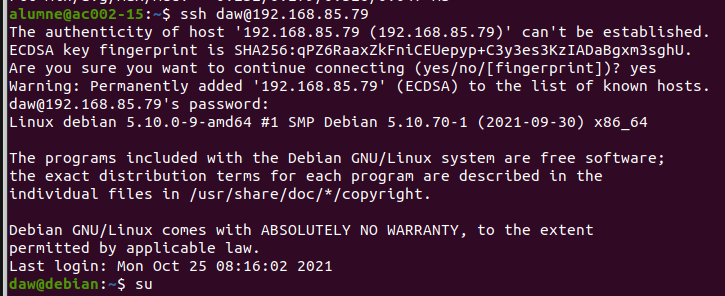 alumne@ac002-15:~$ ssh daw@192.168.85.79
The authenticity of host '192.168.85.79 (192.168.85.79)' can't be established.
ECDSA key fingerprint is SHA256:qPZ6RaaxZkFniCEUepyp+C3y3es3KzIADaBgxm3sghU.
Are you sure you want to continue connecting (yes/no/[fingerprint])? yes
Warning: Permanently added '192.168.85.79' (ECDSA) to the list of known hosts.
daw@192.168.85.79's password:
Linux debian 5.10.0-9-amd64 #1 SMP Debian 5.10.70-1 (2021-09-30) x86_64
The programs included with the Debian GNU/Linux system are free software;
the exact distribution terms for each program are described in the
individual files in /usr/share/doc/*/copyright.
Debian GNU/Linux comes with ABSOLUTELY NO WARRANTY, to the extent
permitted by applicable law.
Last login: Mon Oct 25 08:16:02 2021
daw@debian:~$ su